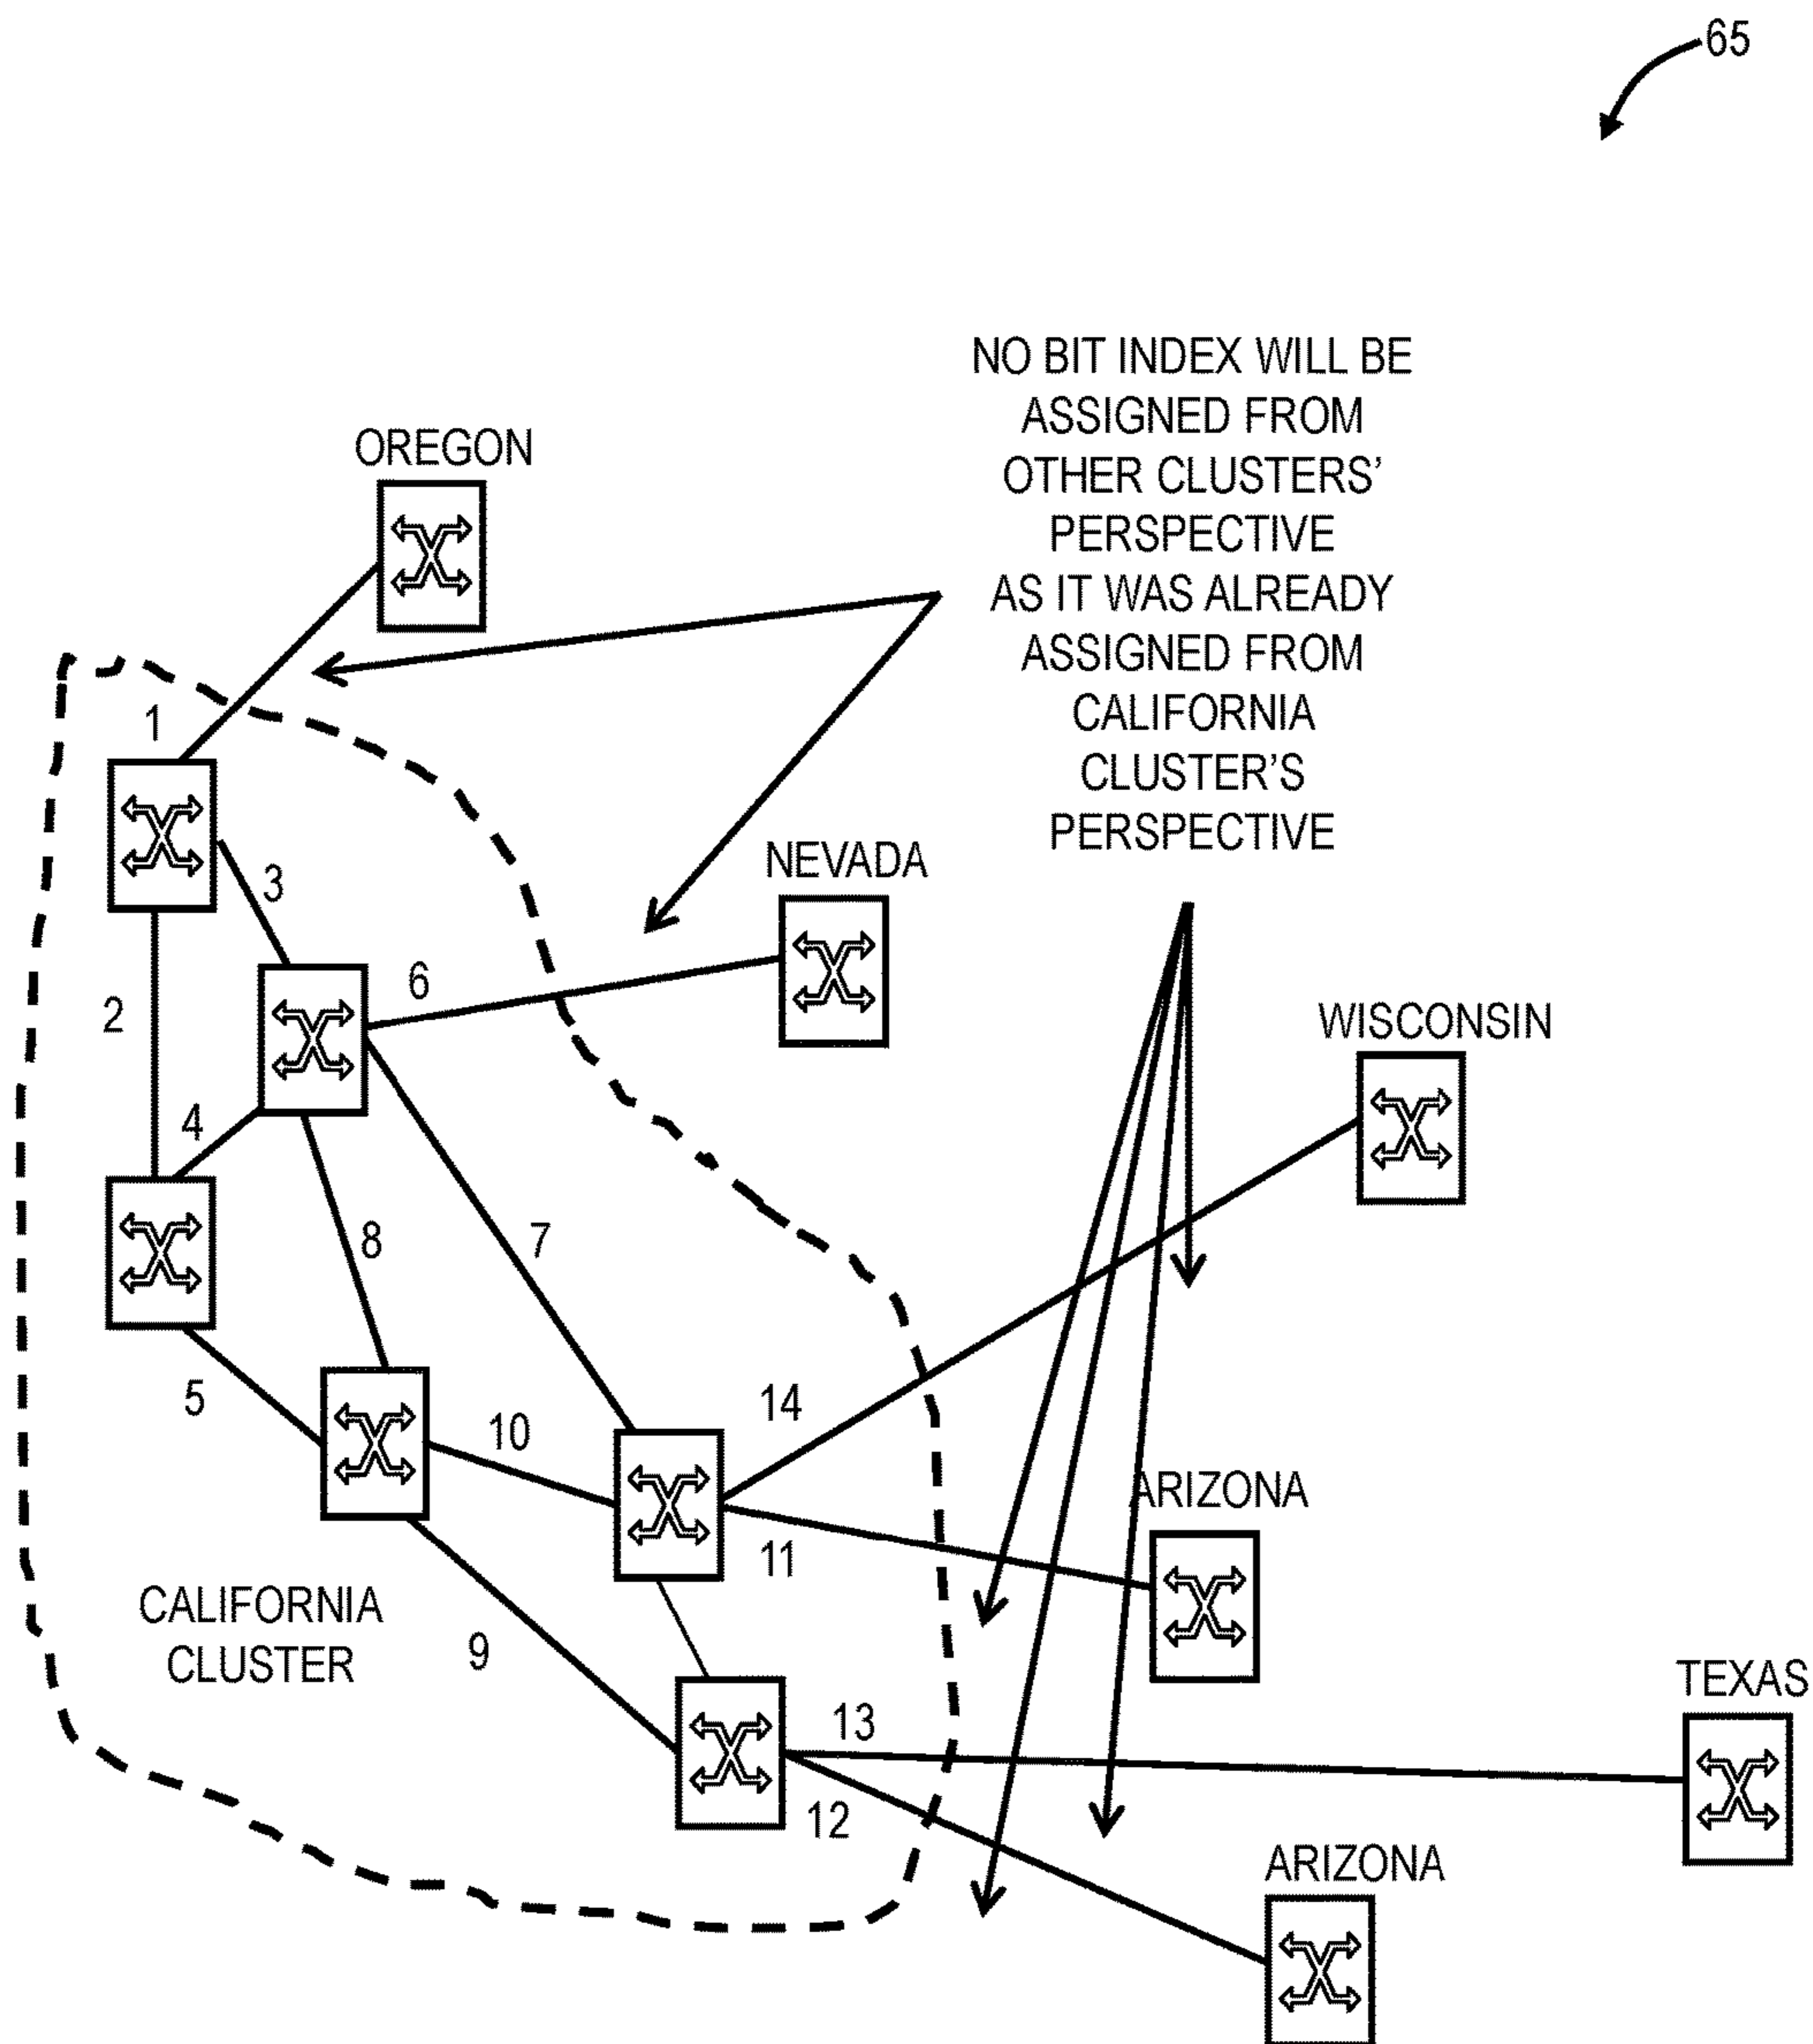 65
NO BIT INDEX WILL BE
ASSIGNED FROM
OTHER CLUSTERS'
PERSPECTIVE
AS IT WAS ALREADY
ASSIGNED FROM
CALIFORNIA
CLUSTER'S
PERSPECTIVE
OREGON
1
3
NEVADA
6
2
WISCONSIN
4
8
7
5
14
10
ARIZONA
11
CALIFORNIA
CLUSTER
9
TEXAS
13
12
ARIZONA